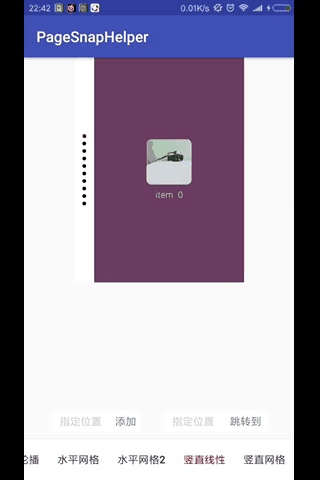 22:42 0.01K/s
PageSnapHelper
item 0
指定位置 添加 指定位置 跳转到
轮播 水平网格 水平网格2 竖直线性 竖直网格